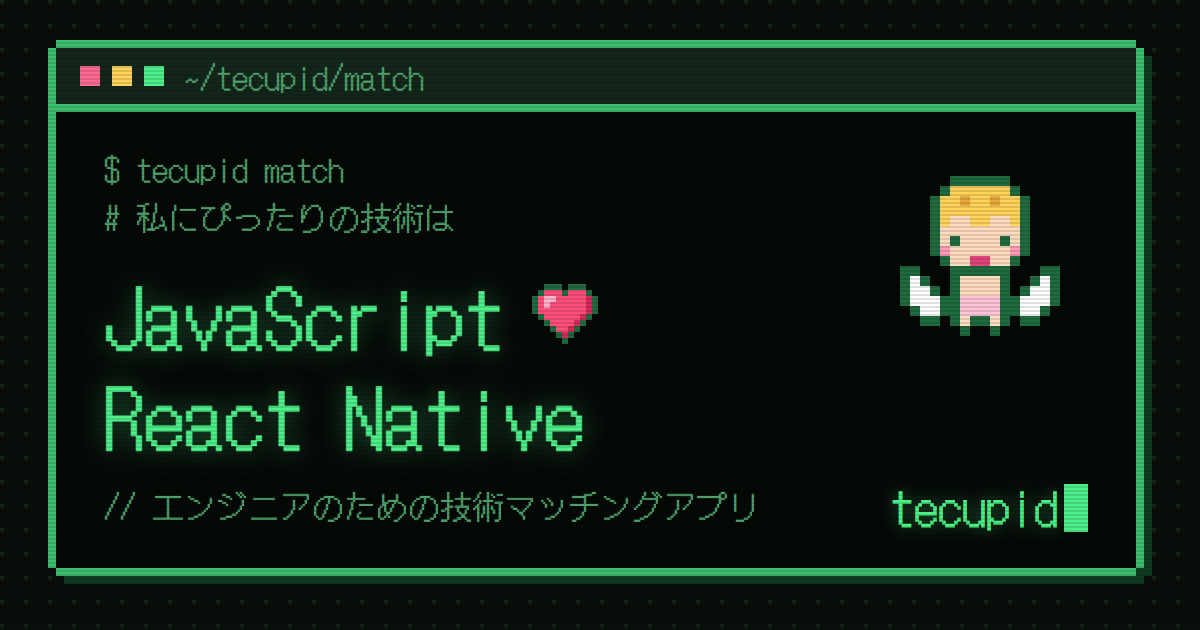 ~/tecupid/match
$ tecupid match
# 私にぴったりの技術は
JavaScript
React Native
// エンジニアのための技術マッチングアプリ
tecupid